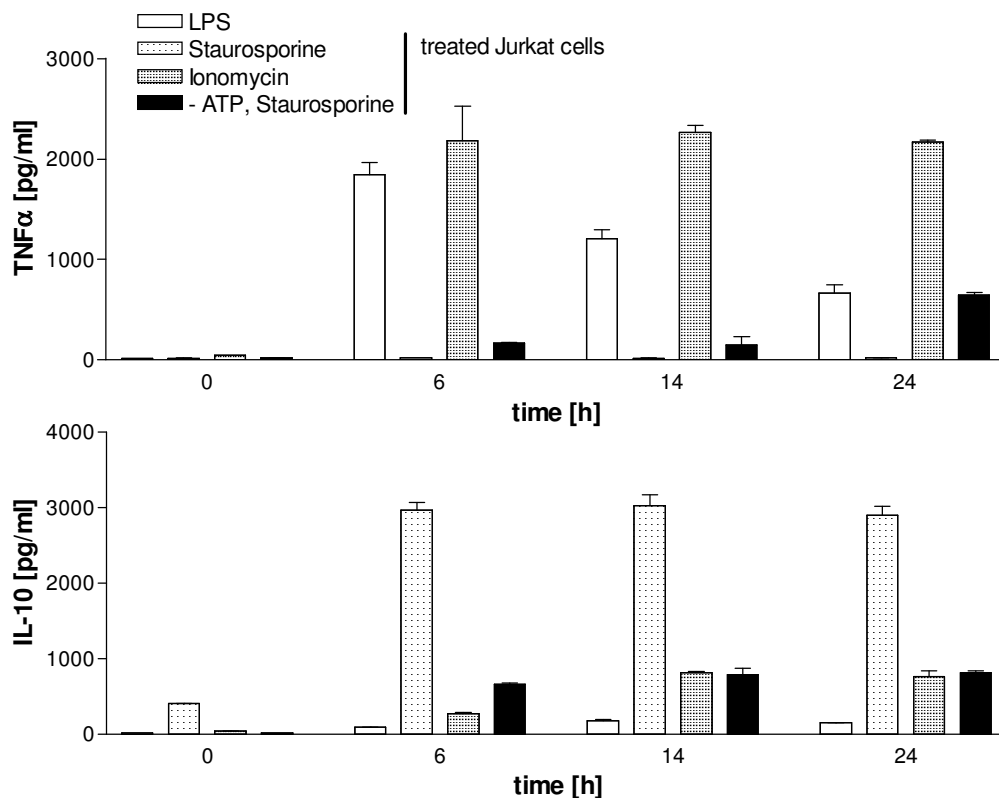 LPS
Staurosporine
Ionomycin
- ATP, Staurosporine
treated Jurkat cells
TNFα [pg/ml]
3000
2000
1000
0
0 6 14 24
time [h]
IL-10 [pg/ml]
4000
3000
2000
1000
0
0 6 14 24
time [h]